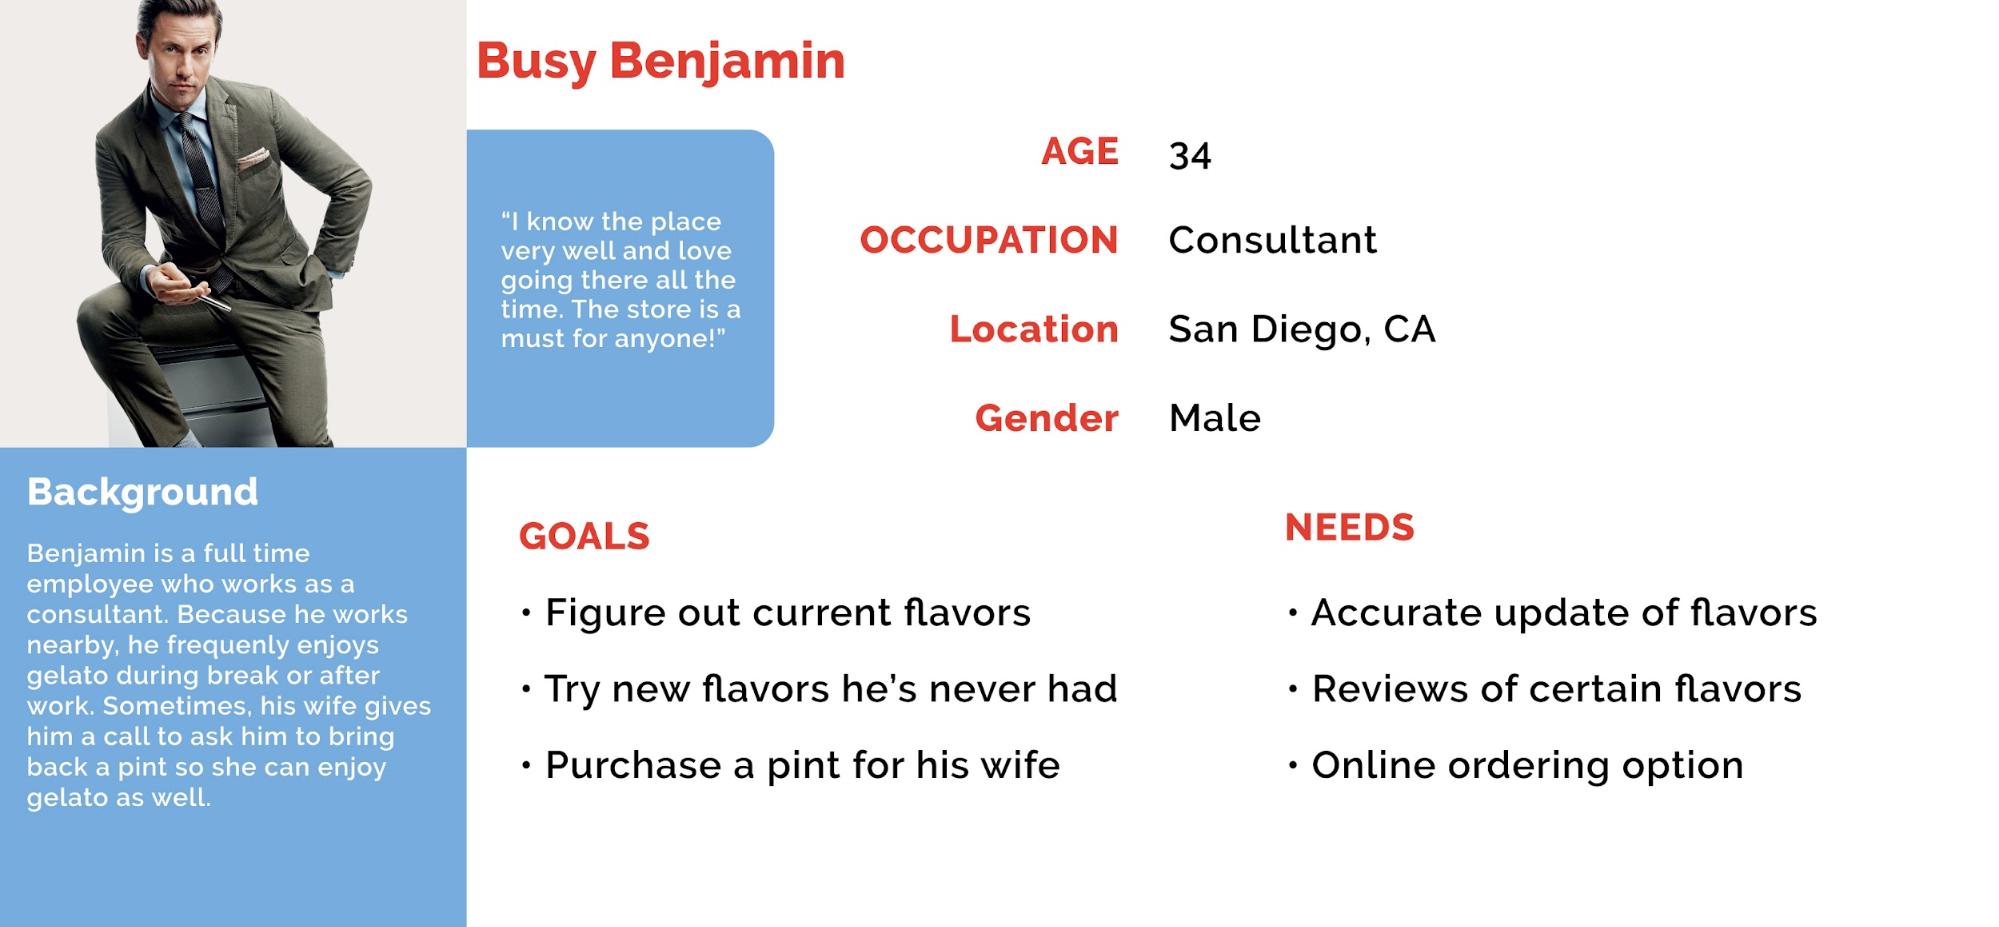 Busy Benjamin
“I know the place
very well and love
going there all the
time. The store is a
must for anyone!”
AGE 34
OCCUPATION Consultant
Location San Diego, CA
Gender Male
Background
Benjamin is a full time
employee who works as a
consultant. Because he works
nearby, he frequenly enjoys
gelato during break or after
work. Sometimes, his wife gives
him a call to ask him to bring
back a pint so she can enjoy
gelato as well.
GOALS
• Figure out current flavors
• Try new flavors he’s never had
• Purchase a pint for his wife
NEEDS
• Accurate update of flavors
• Reviews of certain flavors
• Online ordering option